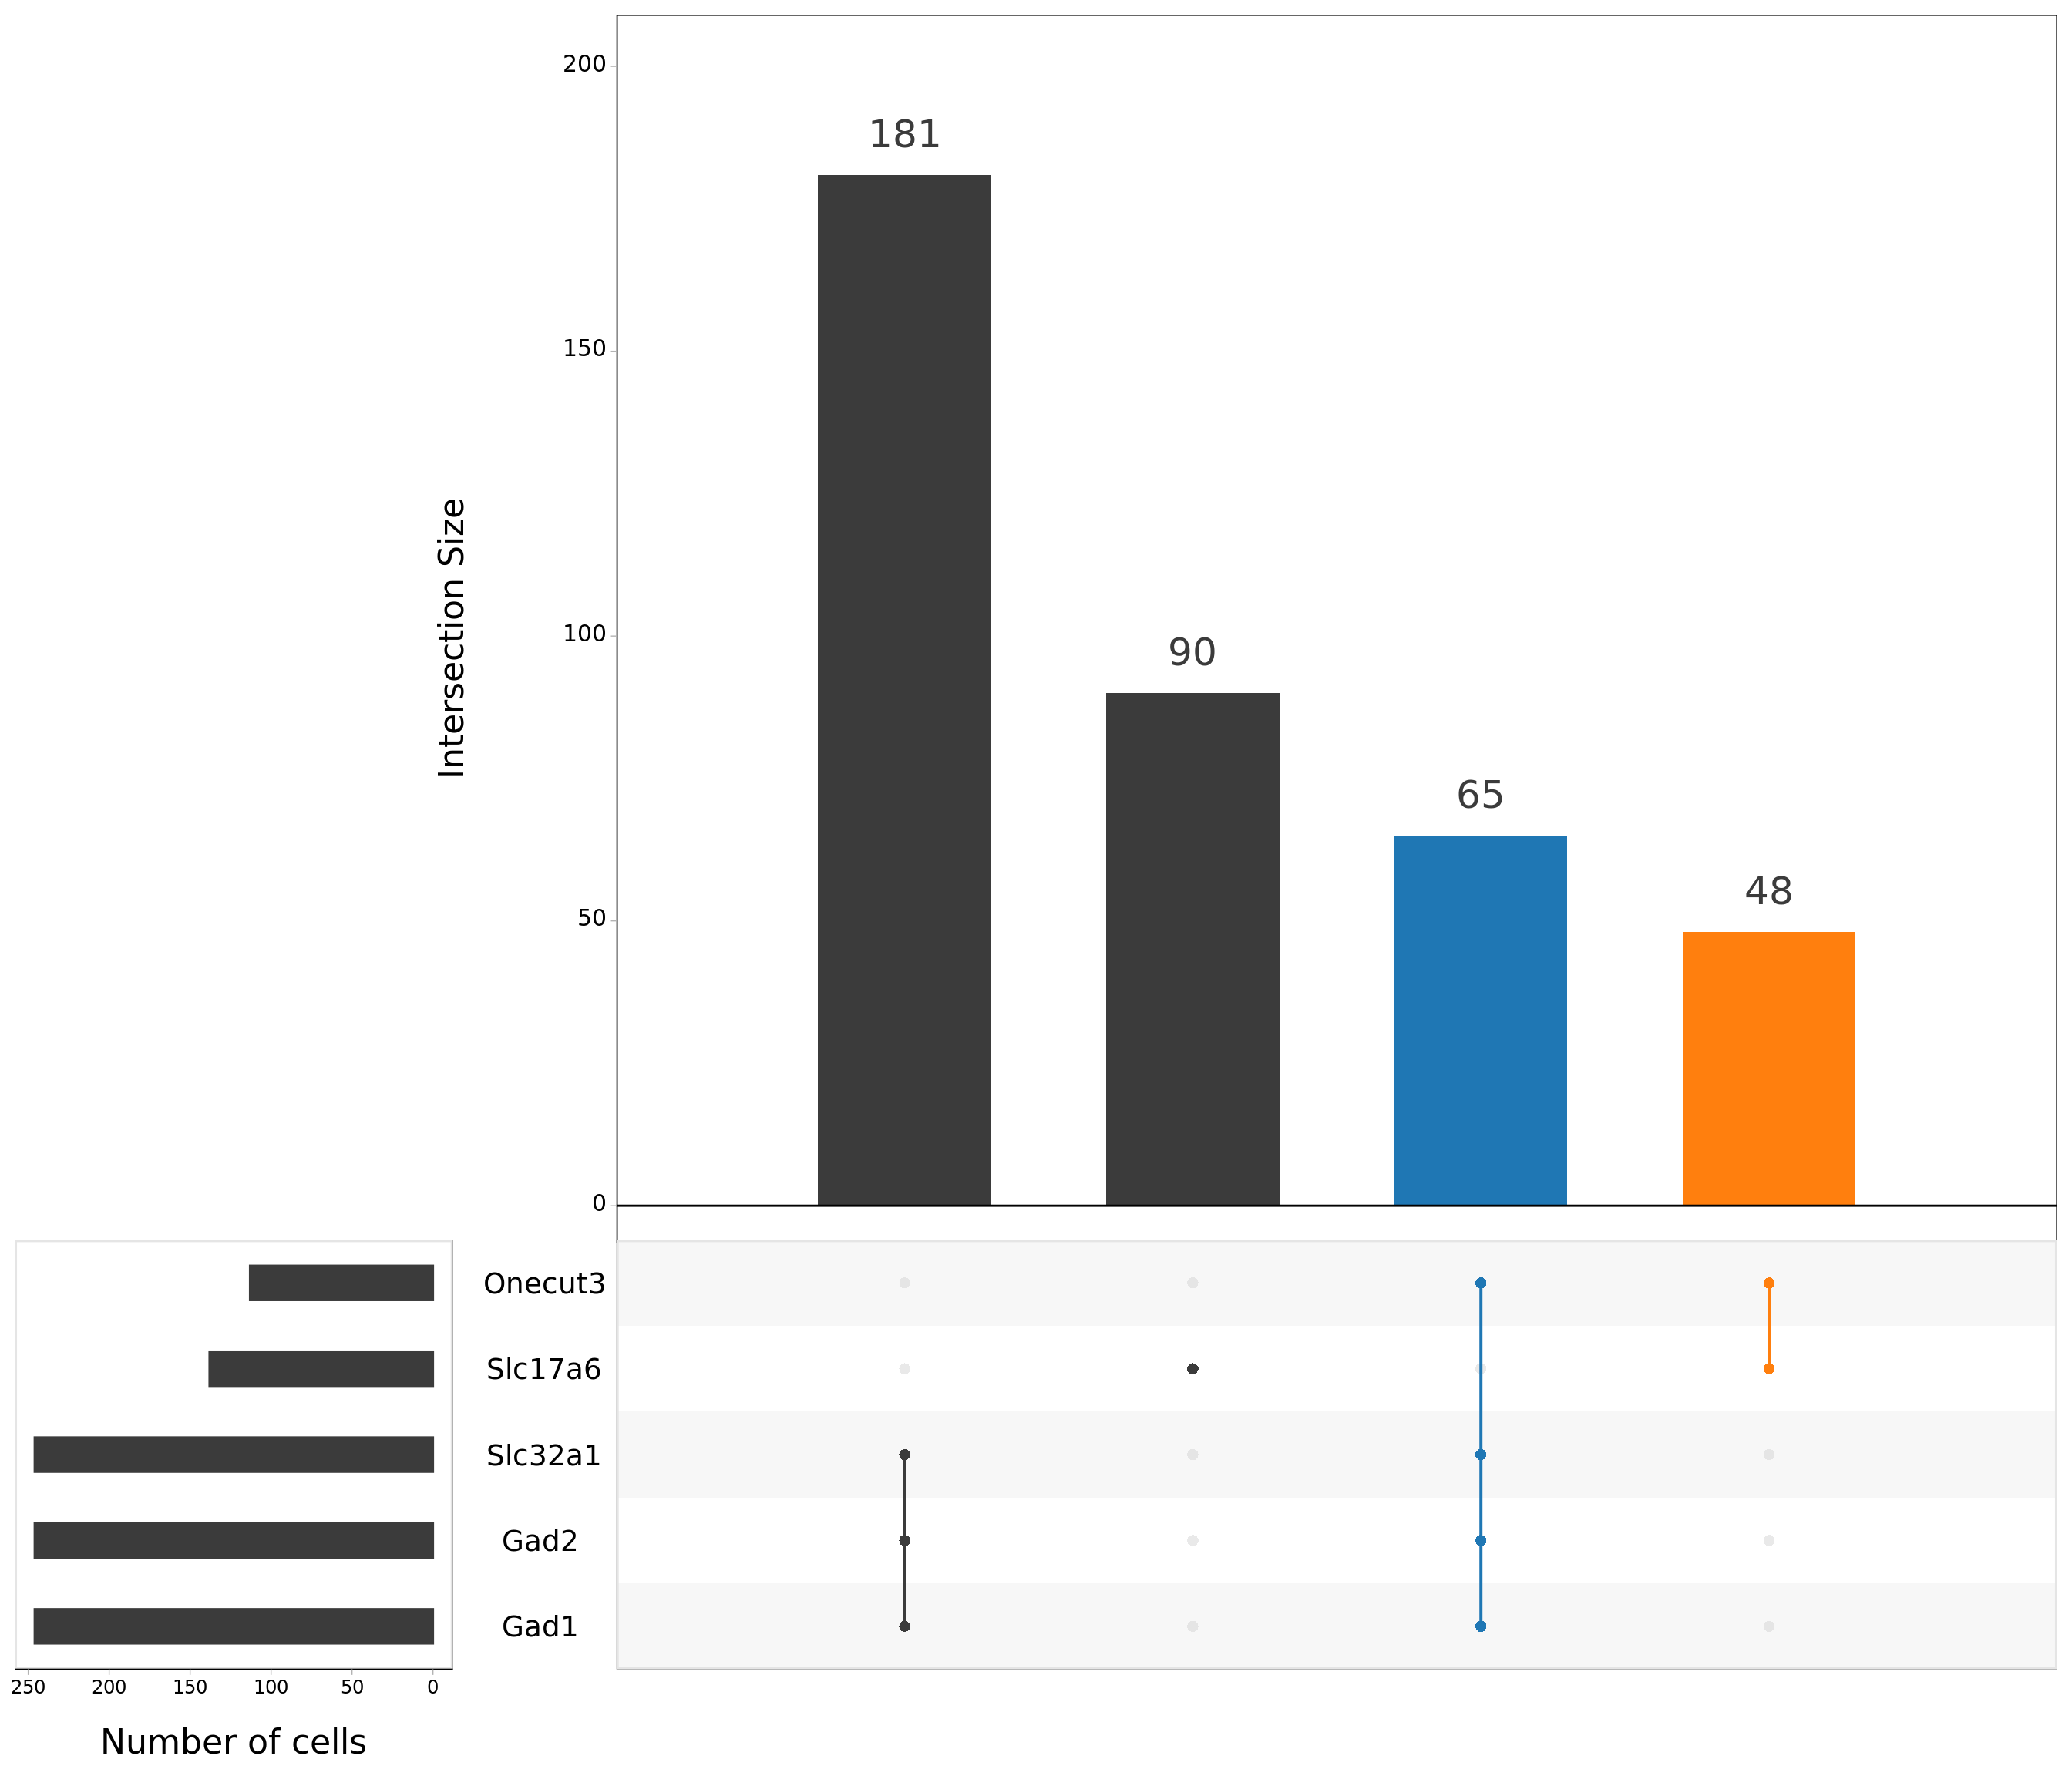 200
181
150
Intersection Size
100
90
65
50
48
0
Onecut3
Slc17a6
Slc32a1
Gad2
Gad1
250 200 150 100 50 0
Number of cells